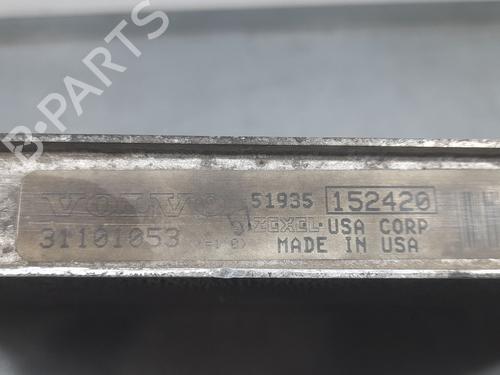 B-PARTS
VOLVO 51935 152420
31101053 ZEXEL USA CORP
MADE IN USA